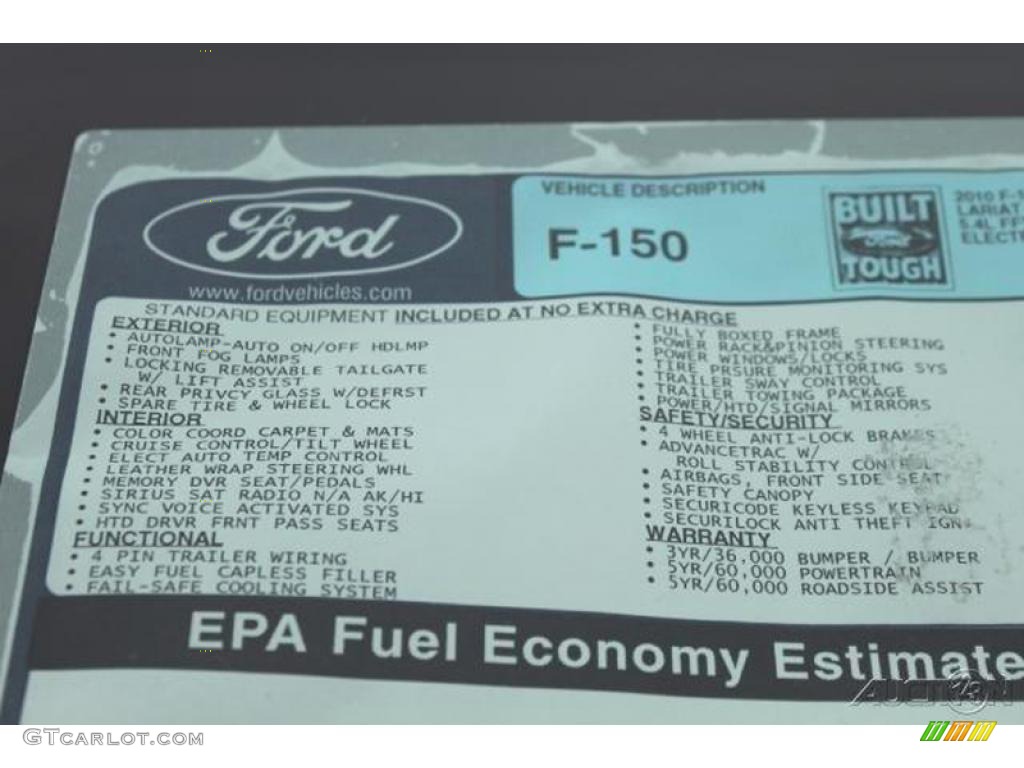 Ford
www.fordvehicles.com
VEHICLE DESCRIPTION
F-150
BUILT
Ford
TOUGH
2010 F-1
LARIAT
5.4L FF
ELECT
STANDARD EQUIPMENT INCLUDED AT NO EXTRA CHARGE
EXTERIOR
• AUTOLAMP-AUTO ON/OFF HDLMP
• FRONT FOG LAMPS
• LOCKING REMOVABLE TAILGATE
W/ LIFT ASSIST
• REAR PRIVCY GLASS W/DEFRST
• SPARE TIRE & WHEEL LOCK
INTERIOR
• COLOR COORD CARPET & MATS
• CRUISE CONTROL/TILT WHEEL
• ELECT AUTO TEMP CONTROL
• LEATHER WRAP STEERING WHL
• MEMORY DVR SEAT/PEDALS
• SIRIUS SAT RADIO N/A AK/HI
• SYNC VOICE ACTIVATED SYS
• HTD DRVR FRNT PASS SEATS
FUNCTIONAL
• 4 PIN TRAILER WIRING
• EASY FUEL CAPLESS FILLER
• FAIL-SAFE COOLING SYSTEM
• FULLY BOXED FRAME
• POWER RACK&PINION STEERING
• POWER WINDOWS/LOCKS
• TIRE PRSURE MONITORING SYS
• TRAILER SWAY CONTROL
• TRAILER TOWING PACKAGE
• POWER/HTD/SIGNAL MIRRORS
SAFETY/SECURITY
• 4 WHEEL ANTI-LOCK BRAKES
• ADVANCETRAC W/
ROLL STABILITY CONTROL
• AIRBAGS, FRONT SIDE SEAT
• SAFETY CANOPY
• SECURICODE KEYLESS KEYPAD
• SECURILOCK ANTI THEFT IGN
WARRANTY
• 3YR/36,000 BUMPER / BUMPER
• 5YR/60,000 POWERTRAIN
• 5YR/60,000 ROADSIDE ASSIST
EPA Fuel Economy Estimate
AUCTION 123
GTCARLOT.COM